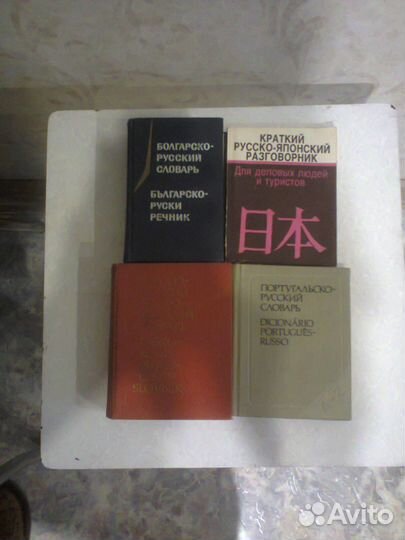 БОЛГАРСКО-
РУССКИЙ
СЛОВАРЬ
БЪЛГАРСКО-
РУСКИ
РЕЧНИК
КРАТКИЙ
РУССКО-ЯПОНСКИЙ
РАЗГОВОРНИК
Для деловых людей
и туристов
日本
ПОРТУГАЛЬСКО-
РУССКИЙ
СЛОВАРЬ
DICIONÁRIO
PORTUGUÊS-
RUSSO
Avito